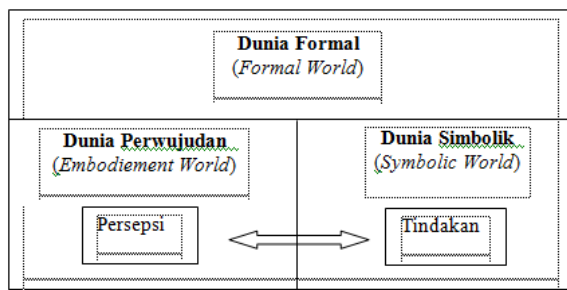 Dunia Formal
(Formal World)
Dunia Perwujudan
(Embodiement World)
Dunia Simbolik
(Symbolic World)
Persepsi
Tindakan